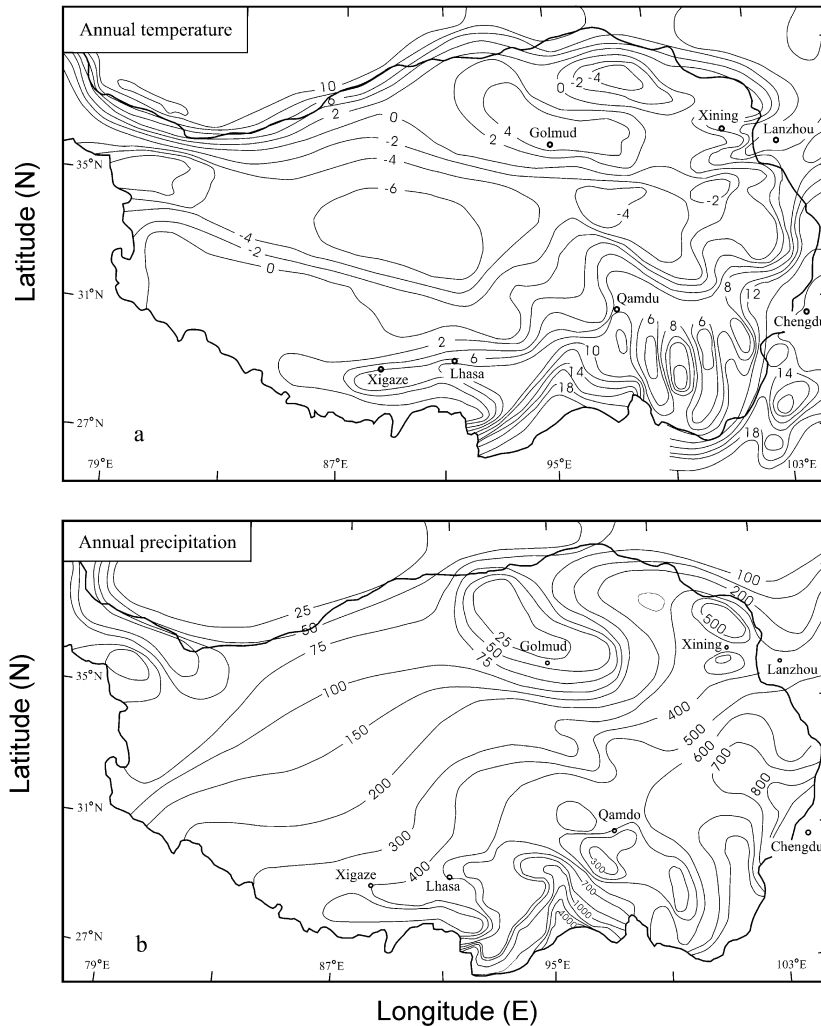 Annual temperature
10
6
2
0
-2
-4
0
-2
-4
4
2
Golmud
Xining
Lanzhou
35°N
-6
-4
-2
-4
-2
0
31°N
8
12
Qamdu
Chengdu
2
6
Lhasa
Xigaze
10
14
18
6
8
6
14
18
27°N
a
79°E
87°E
95°E
103°E
Latitude (N)
Annual precipitation
25
50
75
100
200
500
25
50
75
Golmud
Xining
Lanzhou
35°N
100
150
200
300
400
400
500
600
700
800
31°N
Qamdo
Chengdu
Xigaze
Lhasa
300
700
1000
4000
27°N
b
79°E
87°E
95°E
103°E
Latitude (N)
Longitude (E)